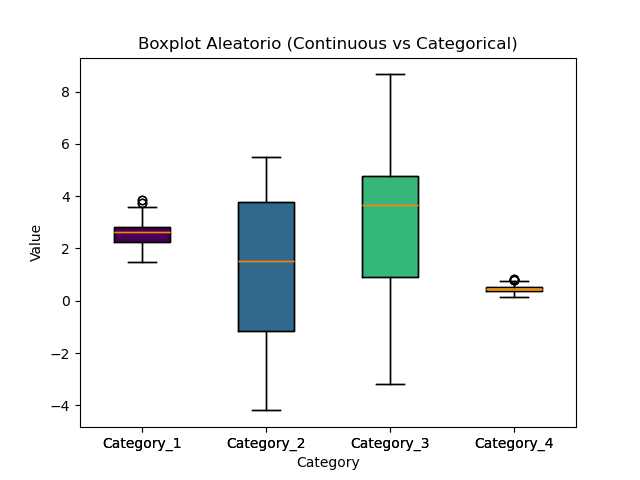 Boxplot Aleatorio (Continuous vs Categorical)
Value
8
6
4
2
0
−2
−4
Category_1 Category_2 Category_3 Category_4
Category